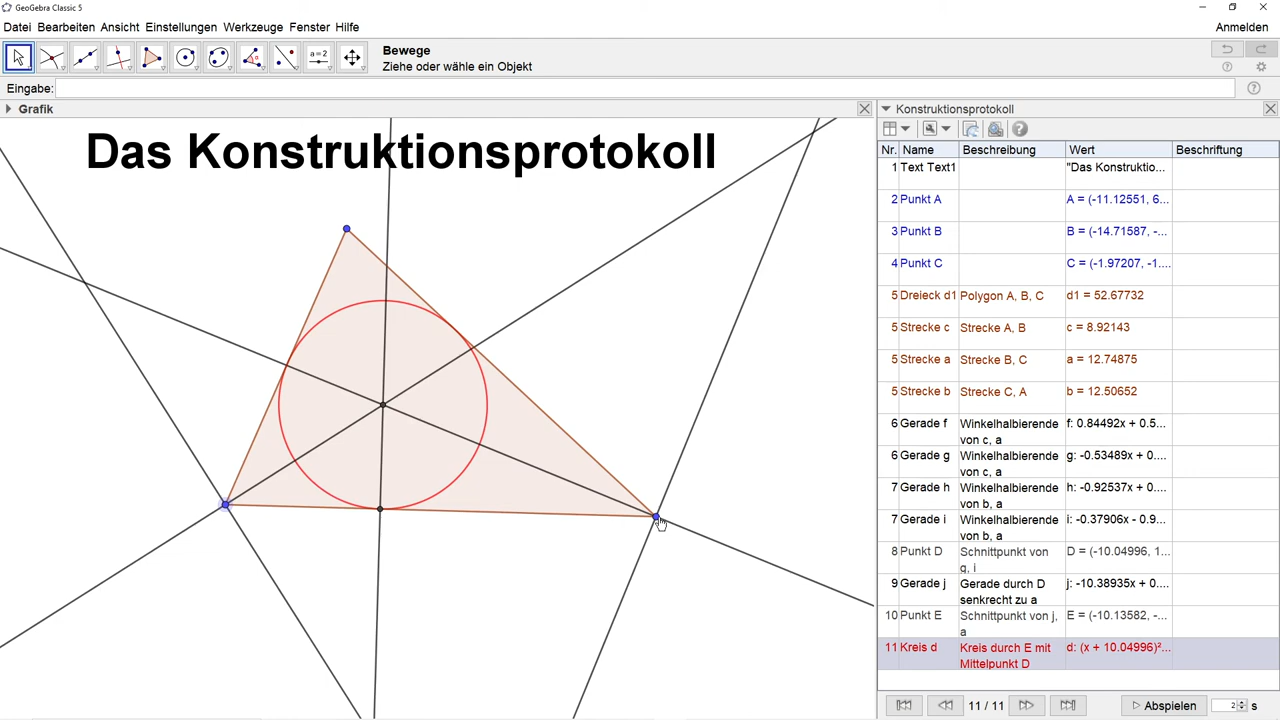 GeoGebra Classic 5
Datei Bearbeiten Ansicht Einstellungen Verkzeuge Fenster Hilfe
Anmelden
a=2
Bewege
Ziehe oder wähle ein Objekt
Eingabe:
Grafik
Konstruktionsprotokoll
Das Konstruktionsprotokoll
Nr. Name Beschreibung Wert Beschriftung
1 Text Text1 "Das Konstruktio...
2 Punkt A A = (-11.12551, 6...
3 Punkt B B = (-14.71587, -...
4 Punkt C C = (-1.97207, -1....
5 Dreieck d1 Polygon A, B, C d1 = 52.67732
5 Strecke c Strecke A, B c = 8.92143
5 Strecke a Strecke B, C a = 12.74875
5 Strecke b Strecke C, A b = 12.50652
6 Gerade f Winkelhalbierende f: 0.84492x + 0.5...
von c, a
6 Gerade g Winkelhalbierende g: -0.53489x + 0....
von c, a
7 Gerade h Winkelhalbierende h: -0.92537x + 0....
von b, a
7 Gerade i Winkelhalbierende i: -0.37906x - 0.9...
von b, a
8 Punkt D Schnittpunkt von D = (-10.04996, 1...
g, i
9 Gerade j Gerade durch D j: -10.38935x + 0....
senkrecht zu a
10 Punkt E Schnittpunkt von j, E = (-10.13582, -...
a
11 Kreis d Kreis durch E mit d: (x + 10.04996)²...
Mittelpunkt D
11 / 11
Abspielen
2 s